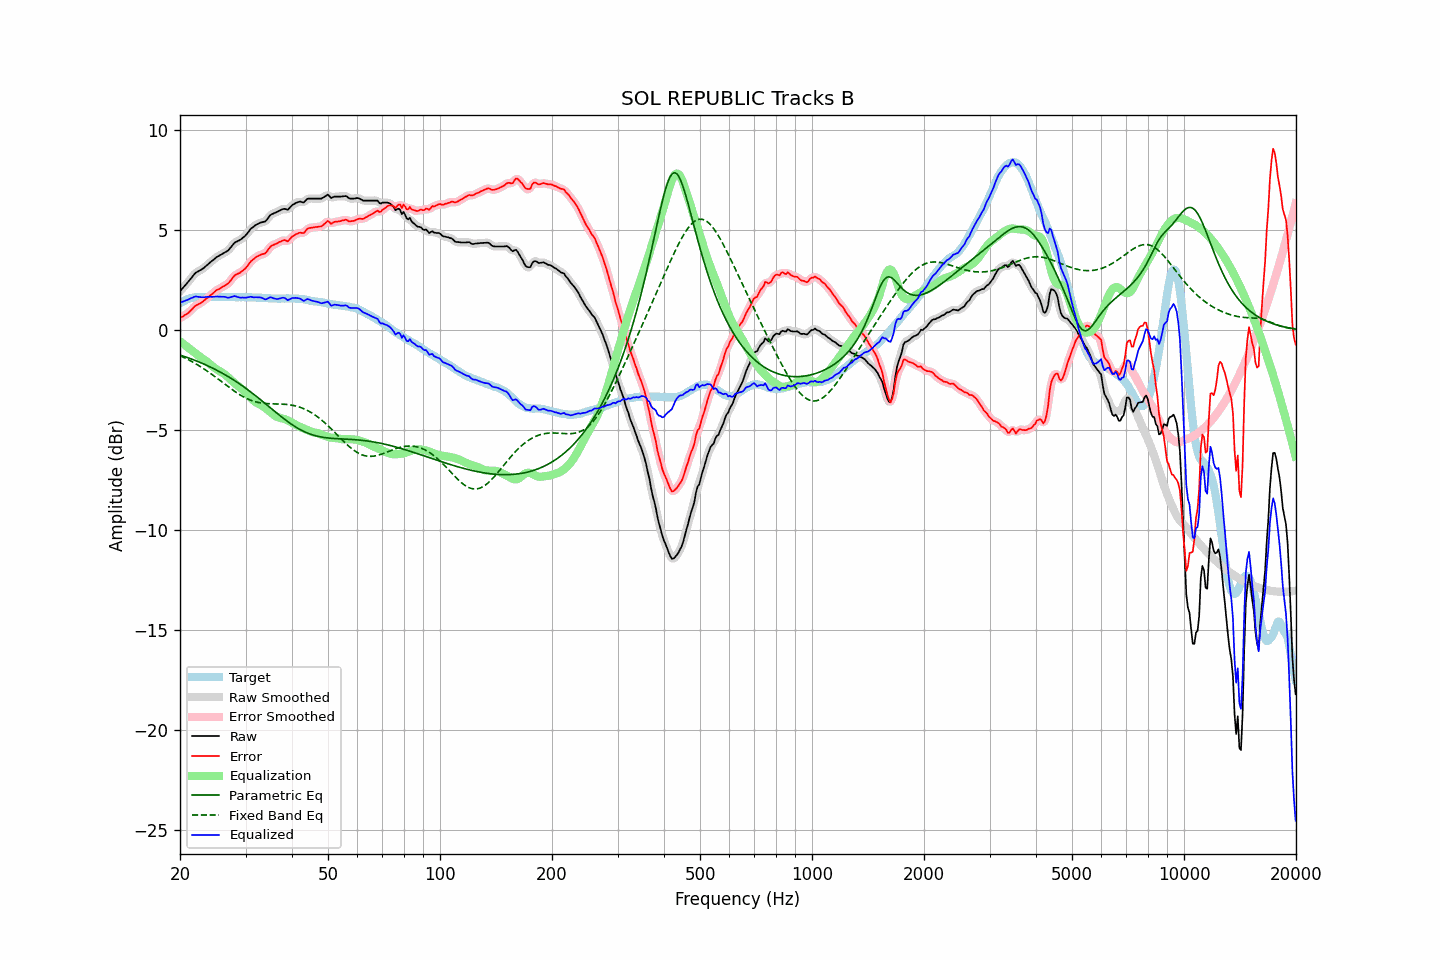 SOL REPUBLIC Tracks B
Amplitude (dBr)
10
5
0
−5
−10
−15
−20
−25
Target
Raw Smoothed
Error Smoothed
Raw
Error
Equalization
Parametric Eq
Fixed Band Eq
Equalized
20 50 100 200 500 1000 2000 5000 10000 20000
Frequency (Hz)